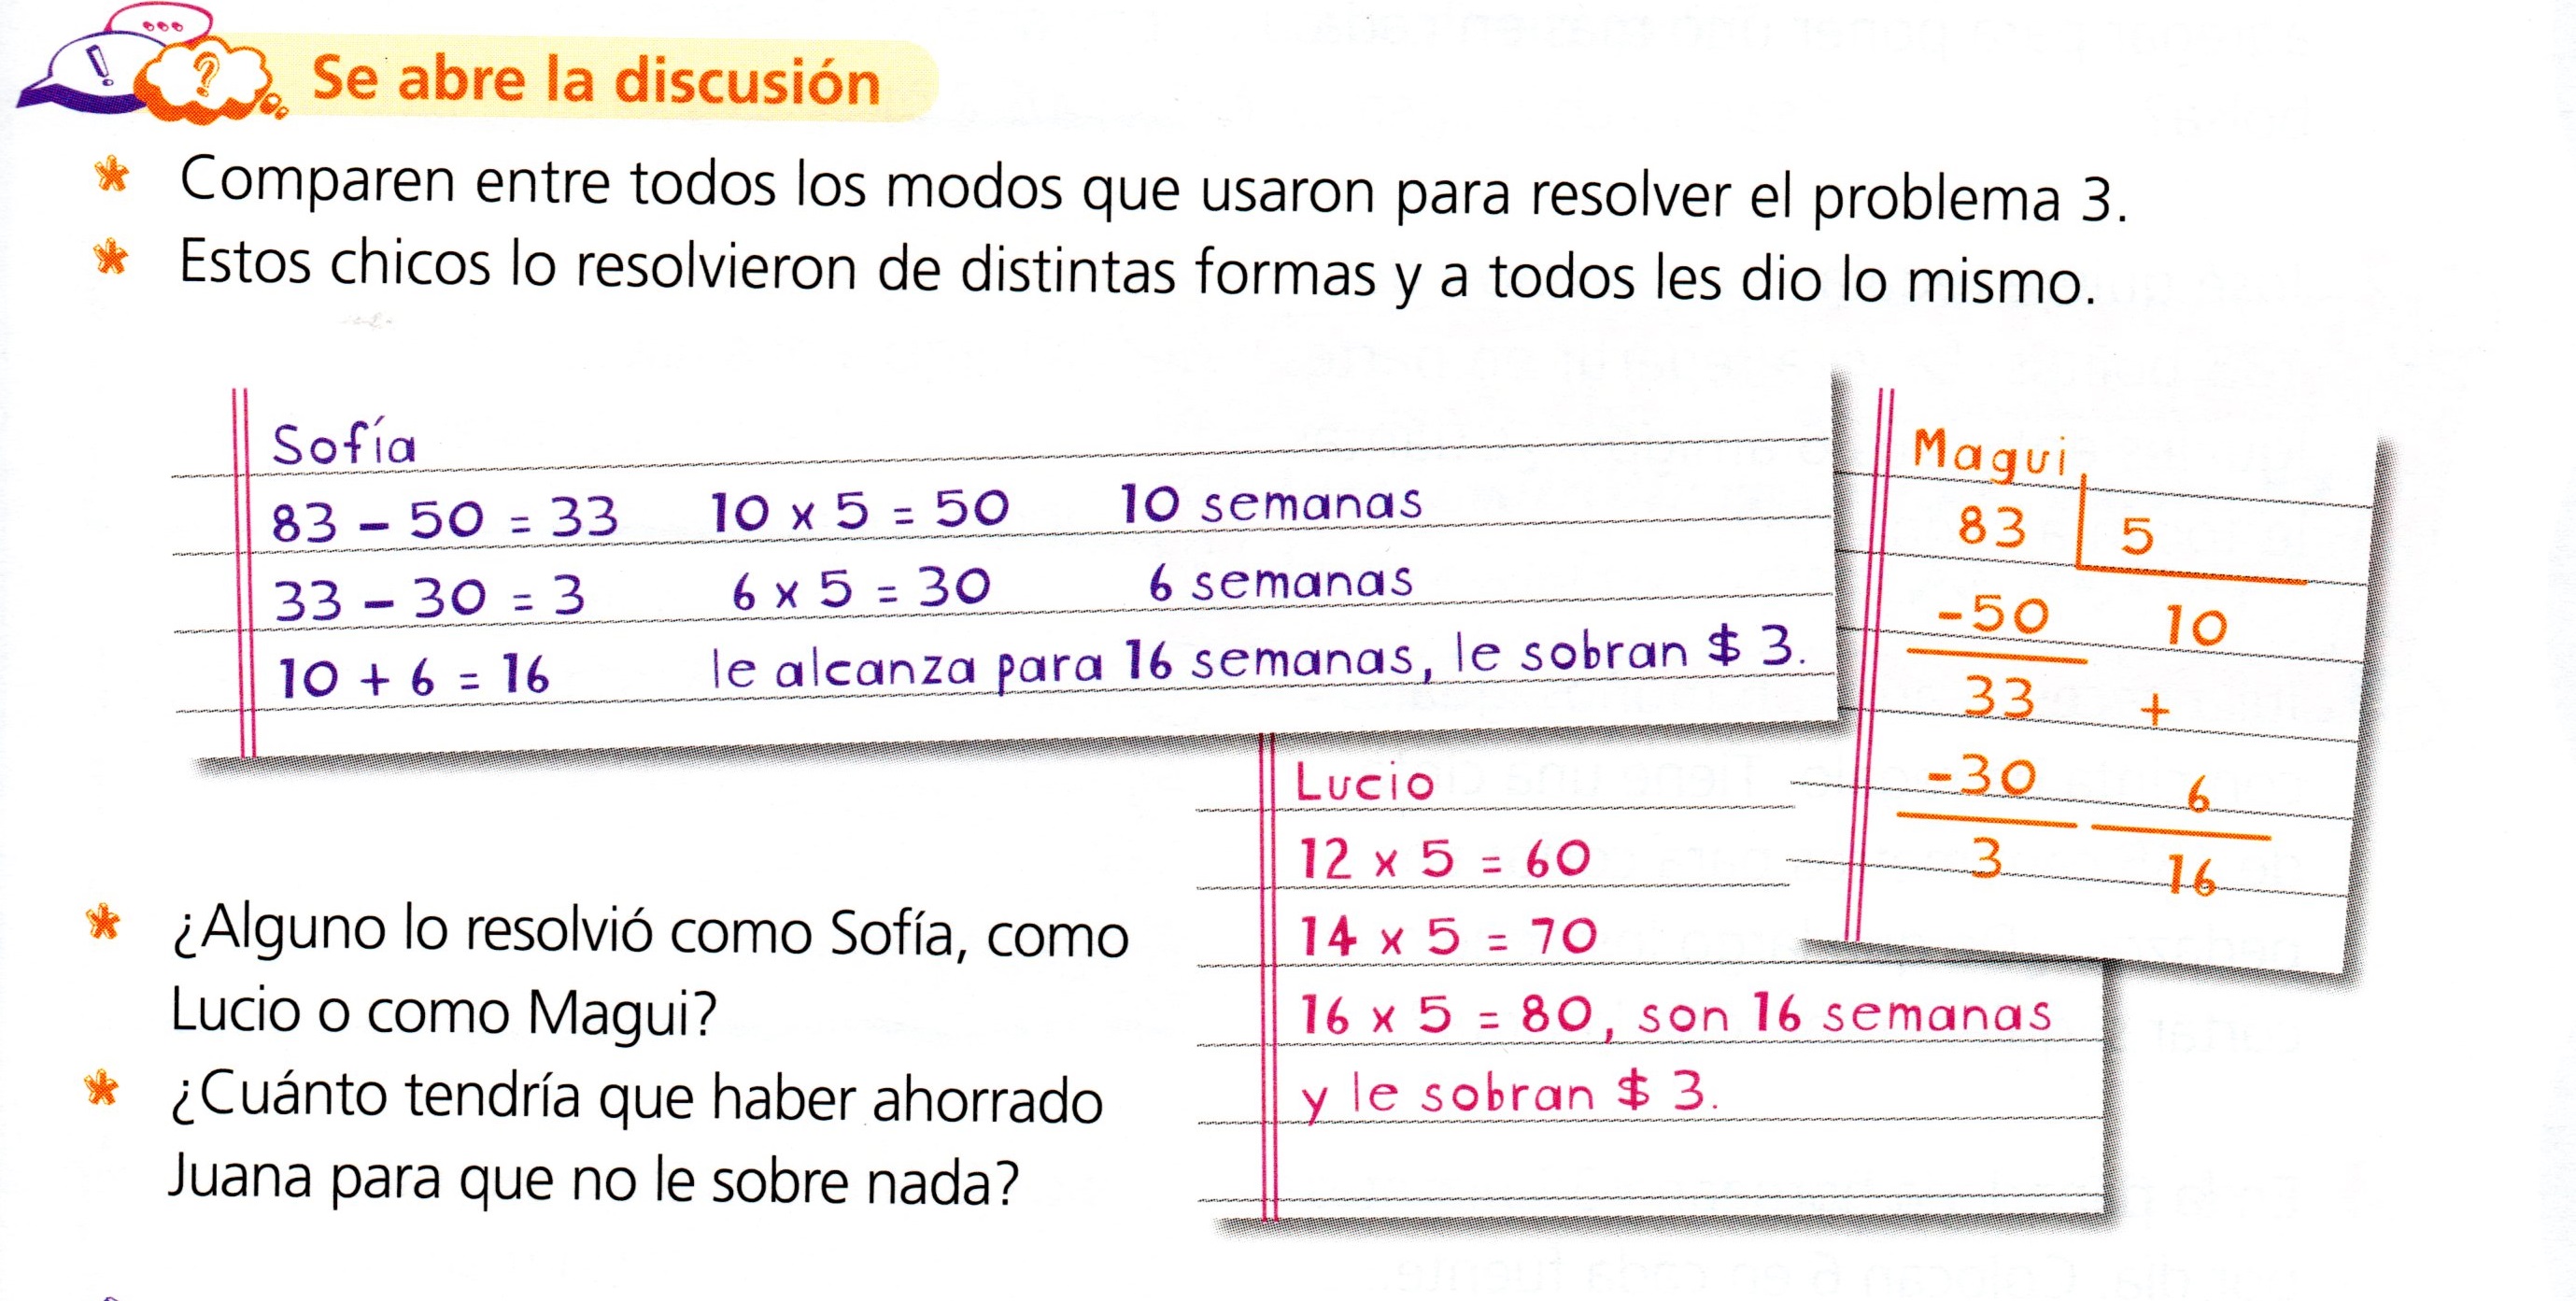 Se abre la discusión
* Comparen entre todos los modos que usaron para resolver el problema 3.
* Estos chicos lo resolvieron de distintas formas y a todos les dio lo mismo.
Sofía
83 – 50 = 33 10 x 5 = 50 10 semanas
33 – 30 = 3 6 x 5 = 30 6 semanas
10 + 6 = 16 le alcanza para 16 semanas, le sobran $ 3.
Magui
83 5
-50 10
33 +
-30 6
3 16
Lucio
12 x 5 = 60
14 x 5 = 70
16 x 5 = 80, son 16 semanas
y le sobran $ 3.
* ¿Alguno lo resolvió como Sofía, como
Lucio o como Magui?
* ¿Cuánto tendría que haber ahorrado
Juana para que no le sobre nada?